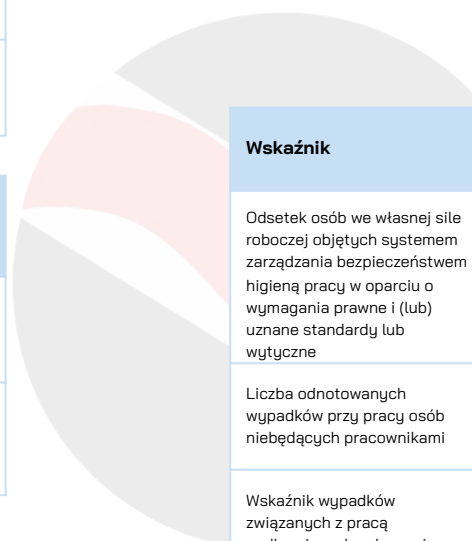 Wskaźnik
Odsetek osób we własnej sile
roboczej objętych systemem
zarządzania bezpieczeństwem
higieną pracy w oparciu o
wymagania prawne i (lub)
uznane standardy lub
wytyczne
Liczba odnotowanych
wypadków przy pracy osób
niebędących pracownikami
Wskaźnik wypadków
związanych z pracą